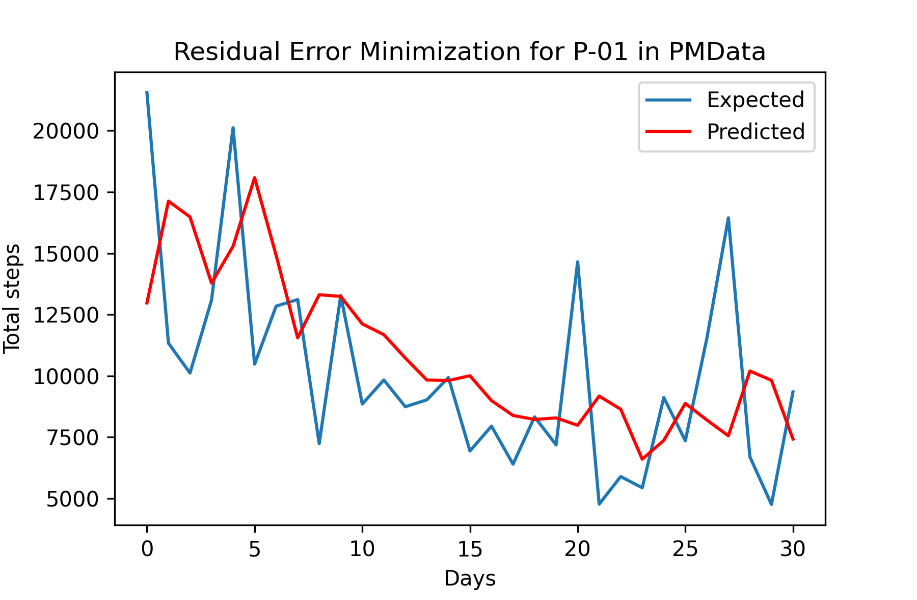 Residual Error Minimization for P-01 in PMData
Expected
Predicted
Total steps
20000
17500
15000
12500
10000
7500
5000
0 5 10 15 20 25 30
Days